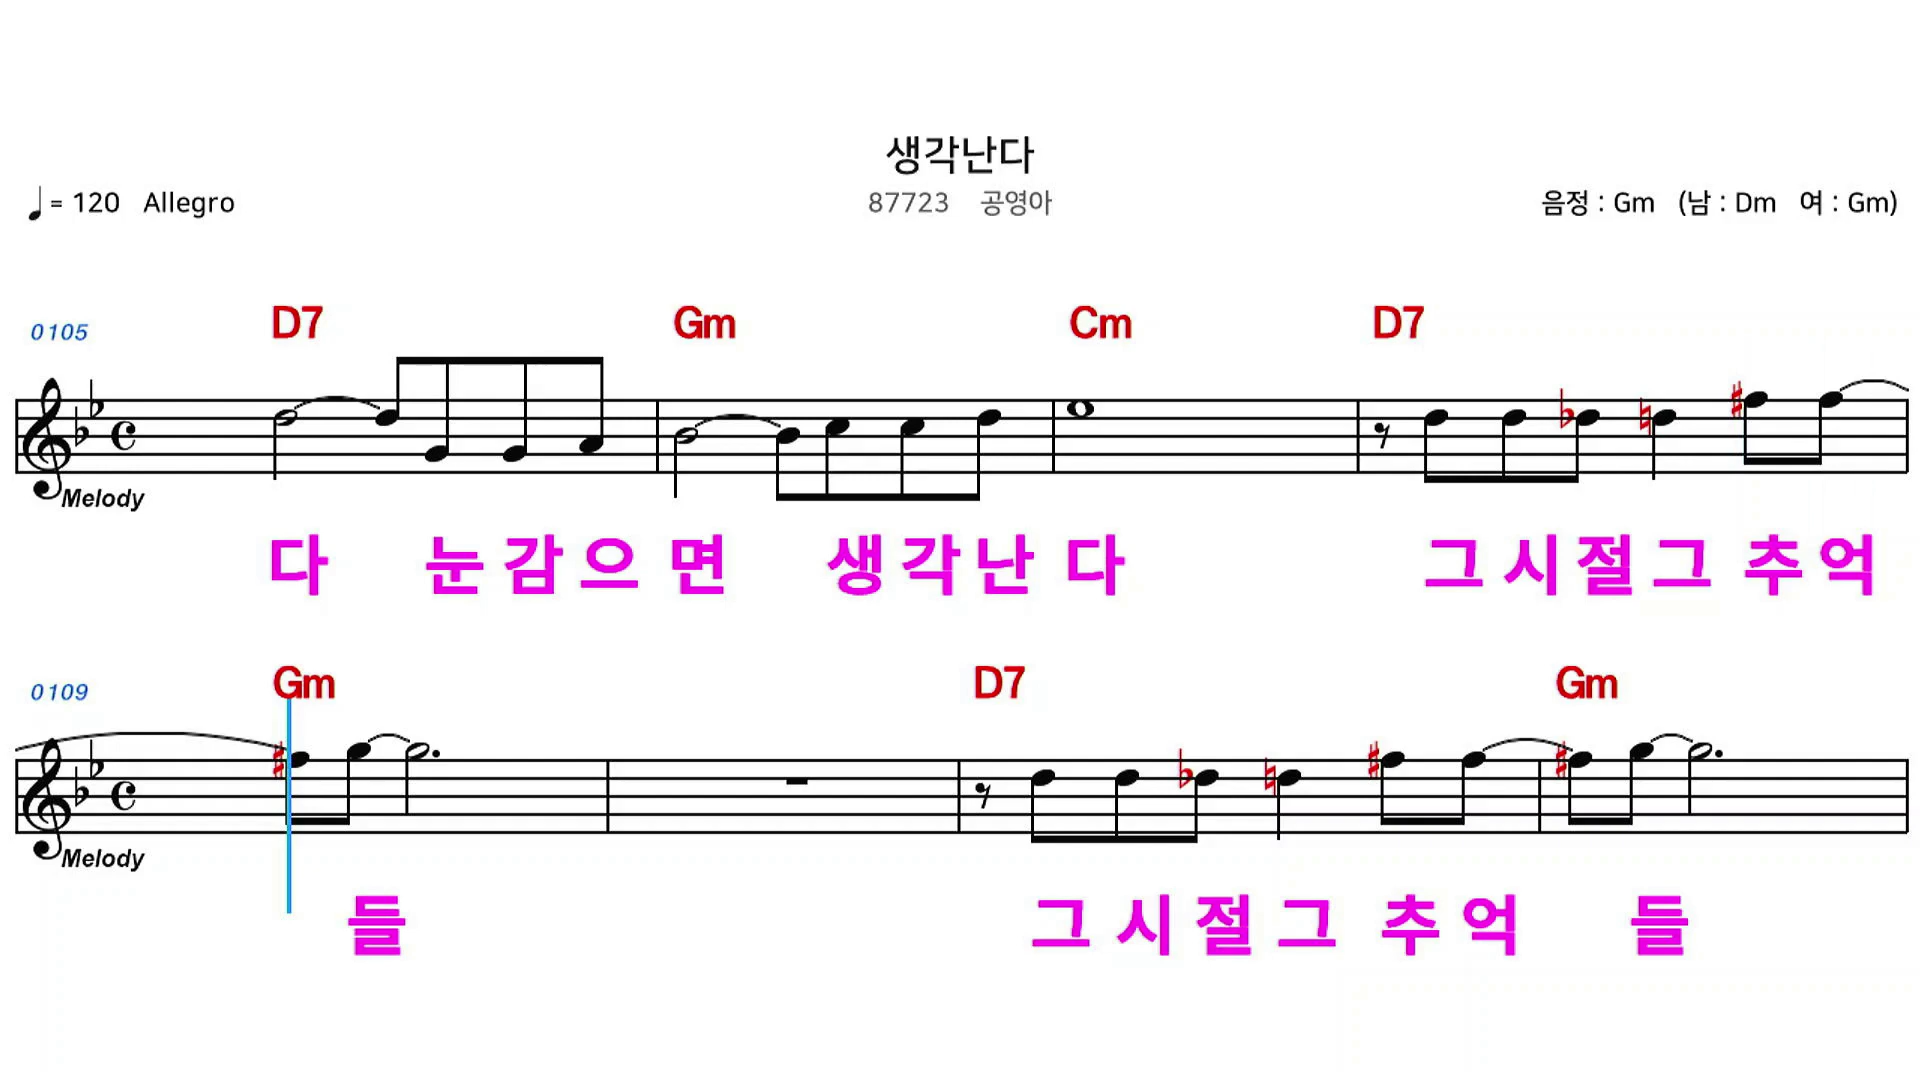 생각난다
♩= 120 Allegro 87723 공영아 음정 : Gm (남 : Dm 여 : Gm)
0105 D7 Gm Cm D7
Melody
다 눈감으면 생각난다 그시절그추억
0109 Gm D7 Gm
Melody
들 그시절그추억 들